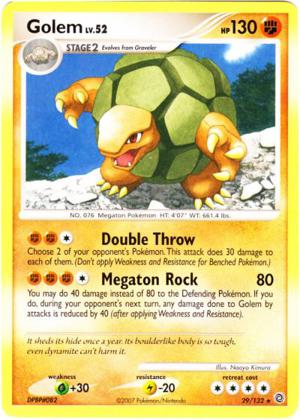 Golem LV.52
HP 130
STAGE 2 Evolves from Graveler
NO. 076 Megaton Pokémon HT: 4'07" WT: 661.4 lbs.
Double Throw
Choose 2 of your opponent's Pokémon. This attack does 30 damage
to each of them. (Don't apply Weakness and Resistance for Benched Pokémon.)
Megaton Rock 80
You may do 40 damage instead of 80 to the Defending Pokémon. If you
do, during your opponent's next turn, any damage done to Golem by
attacks is reduced by 40 (after applying Weakness and Resistance).
Illus. Naoyo Kimura
It sheds its hide once a year. Its boulderlike body is so tough,
even dynamite can't scratch it.
weakness resistance retreat cost
+30 -20
DPBP#082 ©2007 Pokémon/Nintendo 29/132 ★